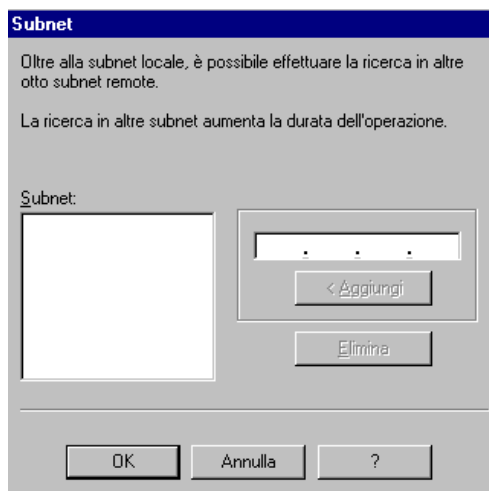 Subnet
Oltre alla subnet locale, è possibile effettuare la ricerca in altre
otto subnet remote.
La ricerca in altre subnet aumenta la durata dell'operazione.
Subnet:
. . .
< Aggiungi
Elimina
OK Annulla ?